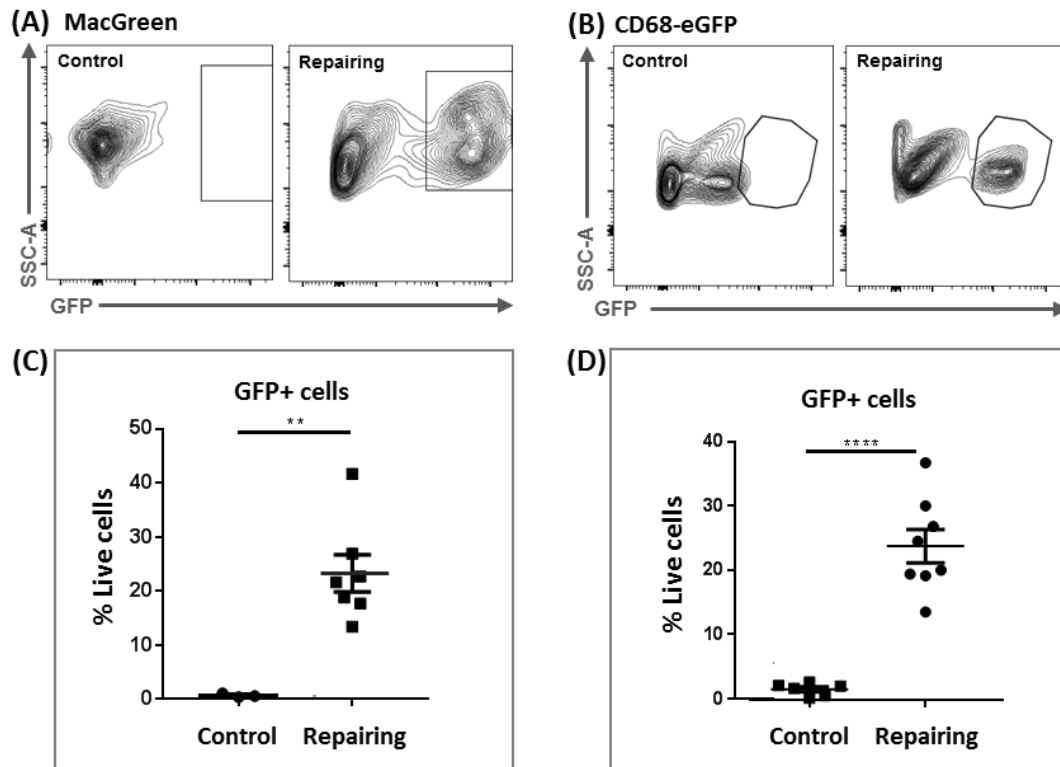 (A) MacGreen
Control
Repairing
SSC-A
GFP
(B) CD68-eGFP
Control
Repairing
SSC-A
GFP
(C)
GFP+ cells
**
50
40
30
20
10
0
% Live cells
Control Repairing
(D)
GFP+ cells
****
40
30
20
10
0
% Live cells
Control Repairing